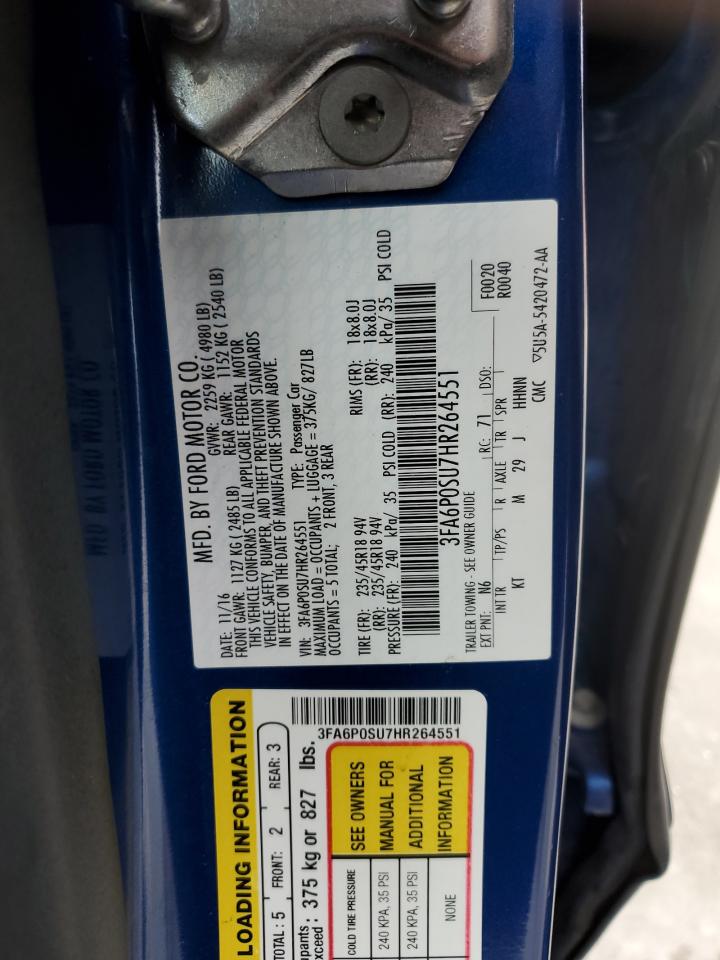 MFD. BY FORD MOTOR CO.
DATE: 11/16 GVWR: 2259 KG ( 4980 LB)
FRONT GAWR: 1127 KG ( 2485 LB) REAR GAWR: 1152 KG ( 2540 LB)
THIS VEHICLE CONFORMS TO ALL APPLICABLE FEDERAL MOTOR
VEHICLE SAFETY, BUMPER, AND THEFT PREVENTION STANDARDS
IN EFFECT ON THE DATE OF MANUFACTURE SHOWN ABOVE.
VIN: 3FA6P0SU7HR264551 TYPE: Passenger Car
MAXIMUM LOAD = OCCUPANTS + LUGGAGE = 375KG/ 827LB
OCCUPANTS = 5 TOTAL: 2 FRONT, 3 REAR
TIRE (FR): 235/45R18 94V RIMS (FR): 18x8.0J
(RR): 235/45R18 94V (RR): 18x8.0J
PRESSURE (FR): 240 kPa/ 35 PSI COLD (RR): 240 kPa/ 35 PSI COLD
3FA6P0SU7HR264551
TRAILER TOWING - SEE OWNER GUIDE
EXT PNT: N6 RC: 71 DSO: F0020
R0040
INT TR TP/PS R AXLE TR SPR
KT M 29 J HHNN
CMC ▽5U5A-5420472-AA
LOADING INFORMATION
TOTAL : 5 FRONT: 2 REAR: 3
mpants
exceed : 375 kg or 827 lbs.
3FA6P0SU7HR264551
COLD TIRE PRESSURE SEE OWNERS
240 KPA, 35 PSI MANUAL FOR
240 KPA, 35 PSI ADDITIONAL
NONE INFORMATION